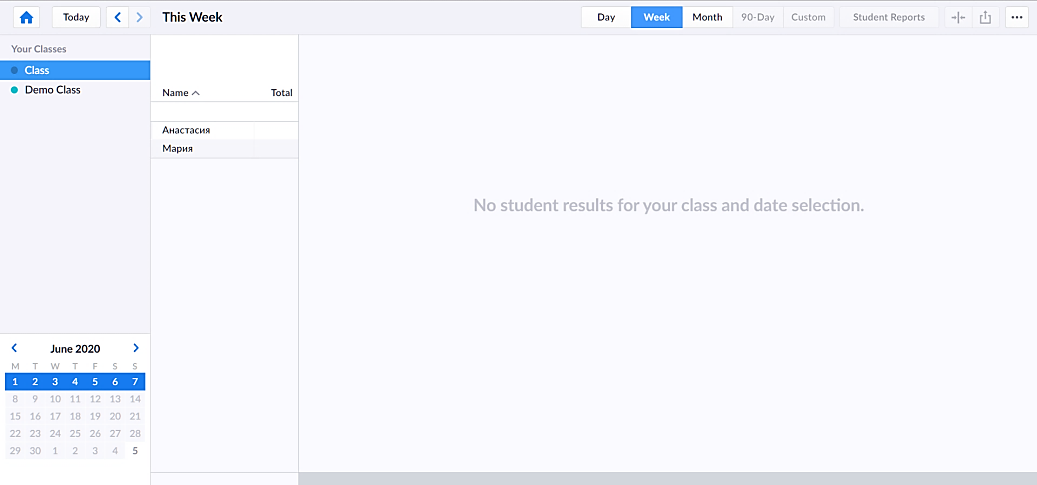 Today This Week Day Week Month 90-Day Custom Student Reports
Your Classes
Class
Demo Class
Name Total
Анастасия
Мария
No student results for your class and date selection.
June 2020
M T W T F S S
1 2 3 4 5 6 7
8 9 10 11 12 13 14
15 16 17 18 19 20 21
22 23 24 25 26 27 28
29 30 1 2 3 4 5